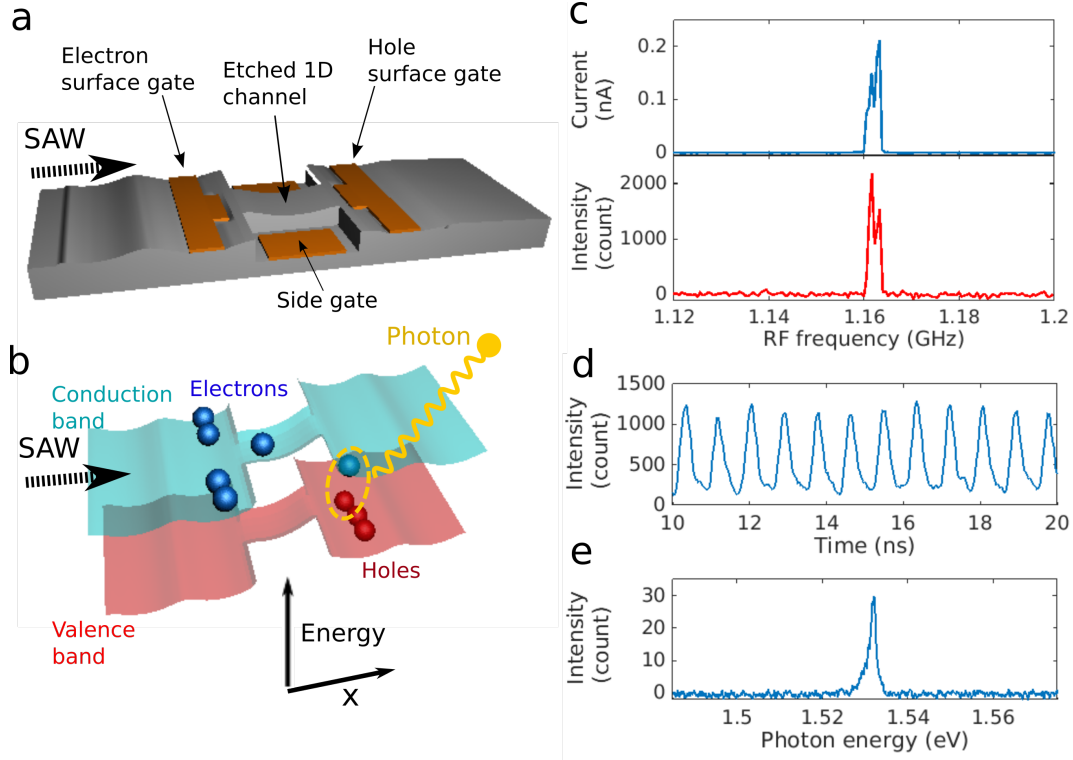 a
Electron
surface gate
Etched 1D
channel
Hole
surface gate
SAW
Side gate
b
Photon
Conduction
band
Electrons
SAW
Holes
Valence
band
Energy
x
c
Current
(nA)
0.2
0.1
0
Intensity
(count)
2000
1000
0
1.12
1.14
1.16
1.18
1.2
RF frequency (GHz)
d
Intensity
(count)
1500
1000
500
0
10
12
14
16
18
20
Time (ns)
e
Intensity
(count)
30
20
10
0
1.5
1.52
1.54
1.56
Photon energy (eV)